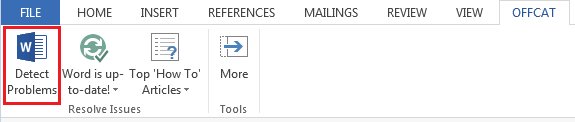 FILE HOME INSERT REFERENCES MAILINGS REVIEW VIEW OFFCAT
W
Detect Word is up- Top 'How To' More
Problems to-date! Articles
Resolve Issues Tools